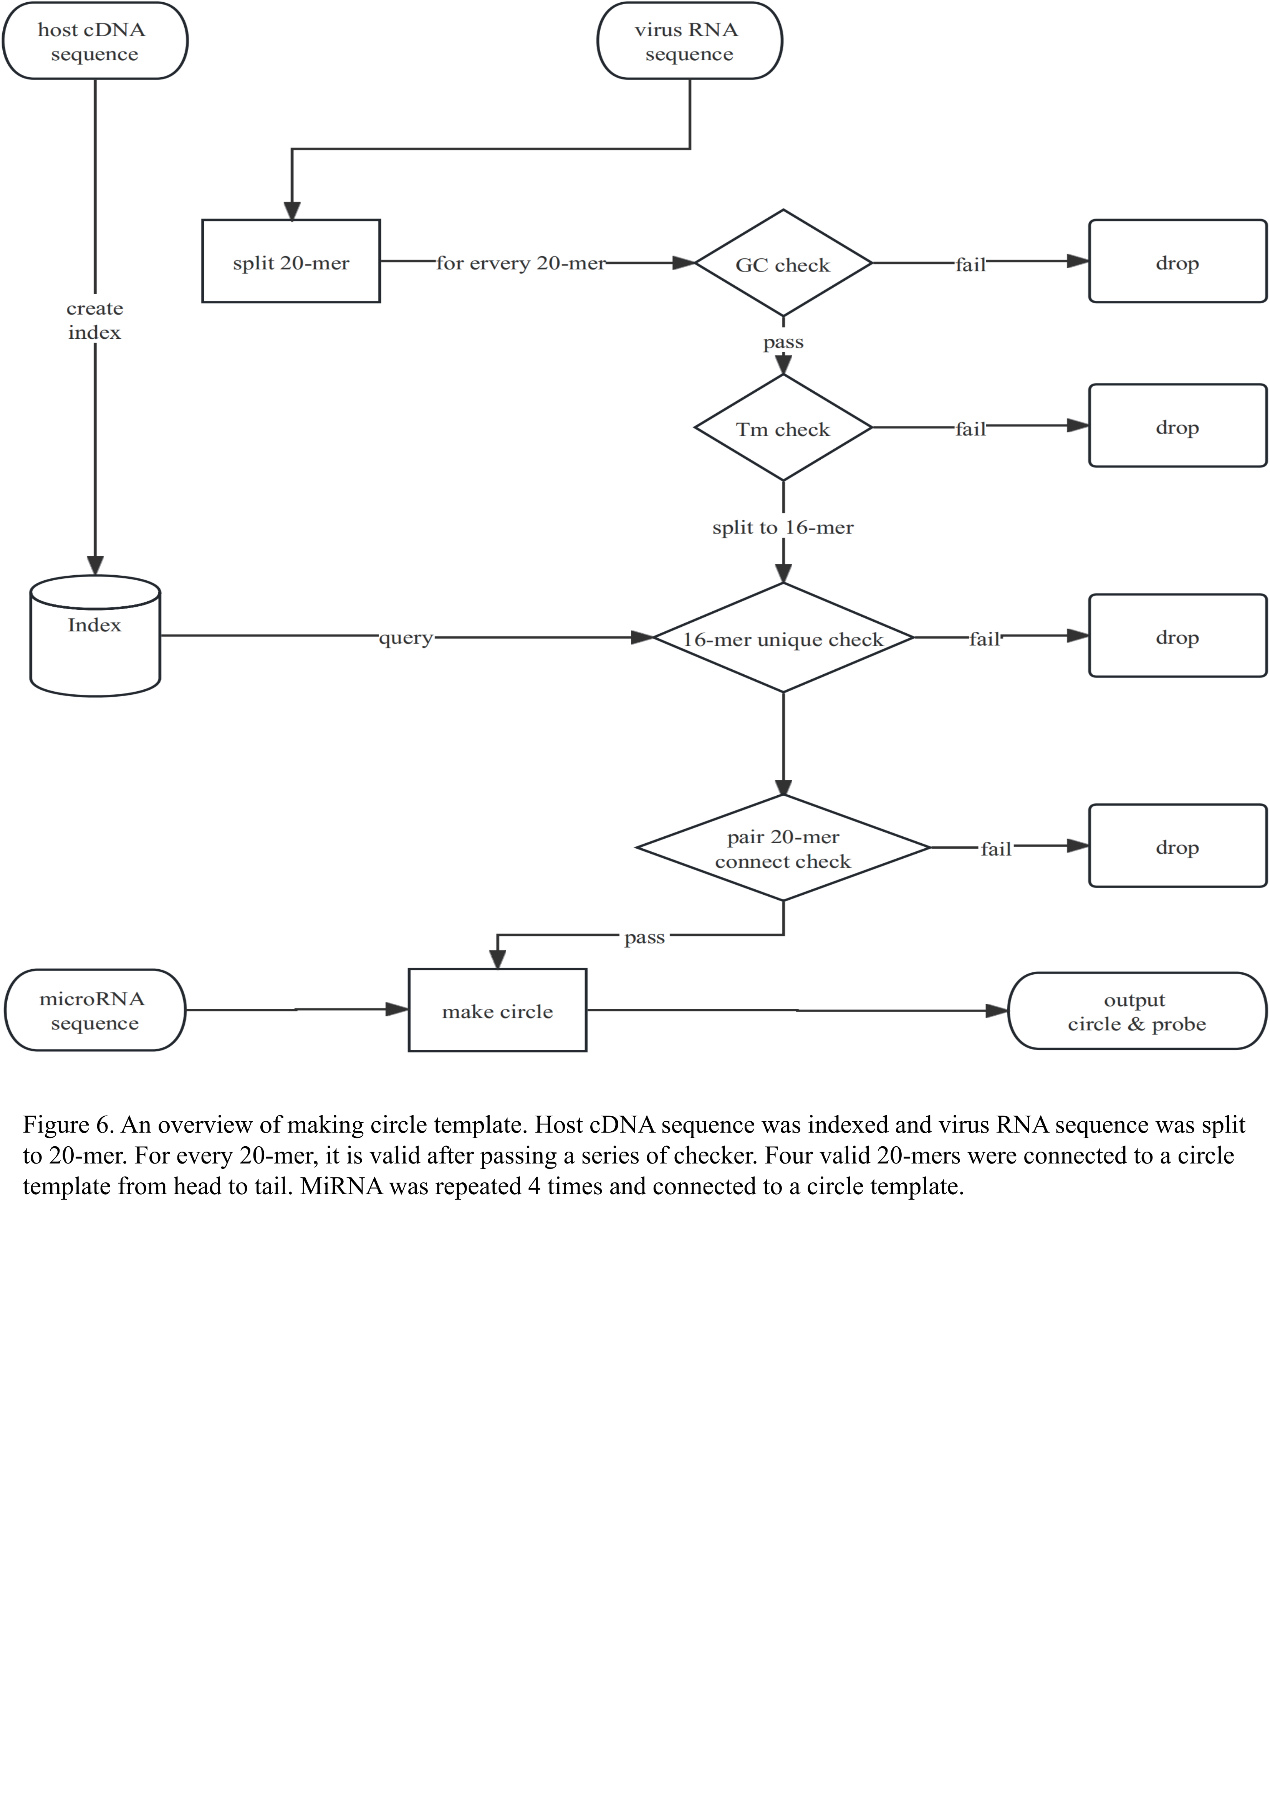 host cDNA
sequence
virus RNA
sequence
split 20-mer
for ervery 20-mer
GC check
fail
drop
create
index
pass
Tm check
fail
drop
split to 16-mer
Index
query
16-mer unique check
fail
drop
pair 20-mer
connect check
fail
drop
pass
microRNA
sequence
make circle
output
circle & probe
Figure 6. An overview of making circle template. Host cDNA sequence was indexed and virus RNA sequence was split
to 20-mer. For every 20-mer, it is valid after passing a series of checker. Four valid 20-mers were connected to a circle
template from head to tail. MiRNA was repeated 4 times and connected to a circle template.